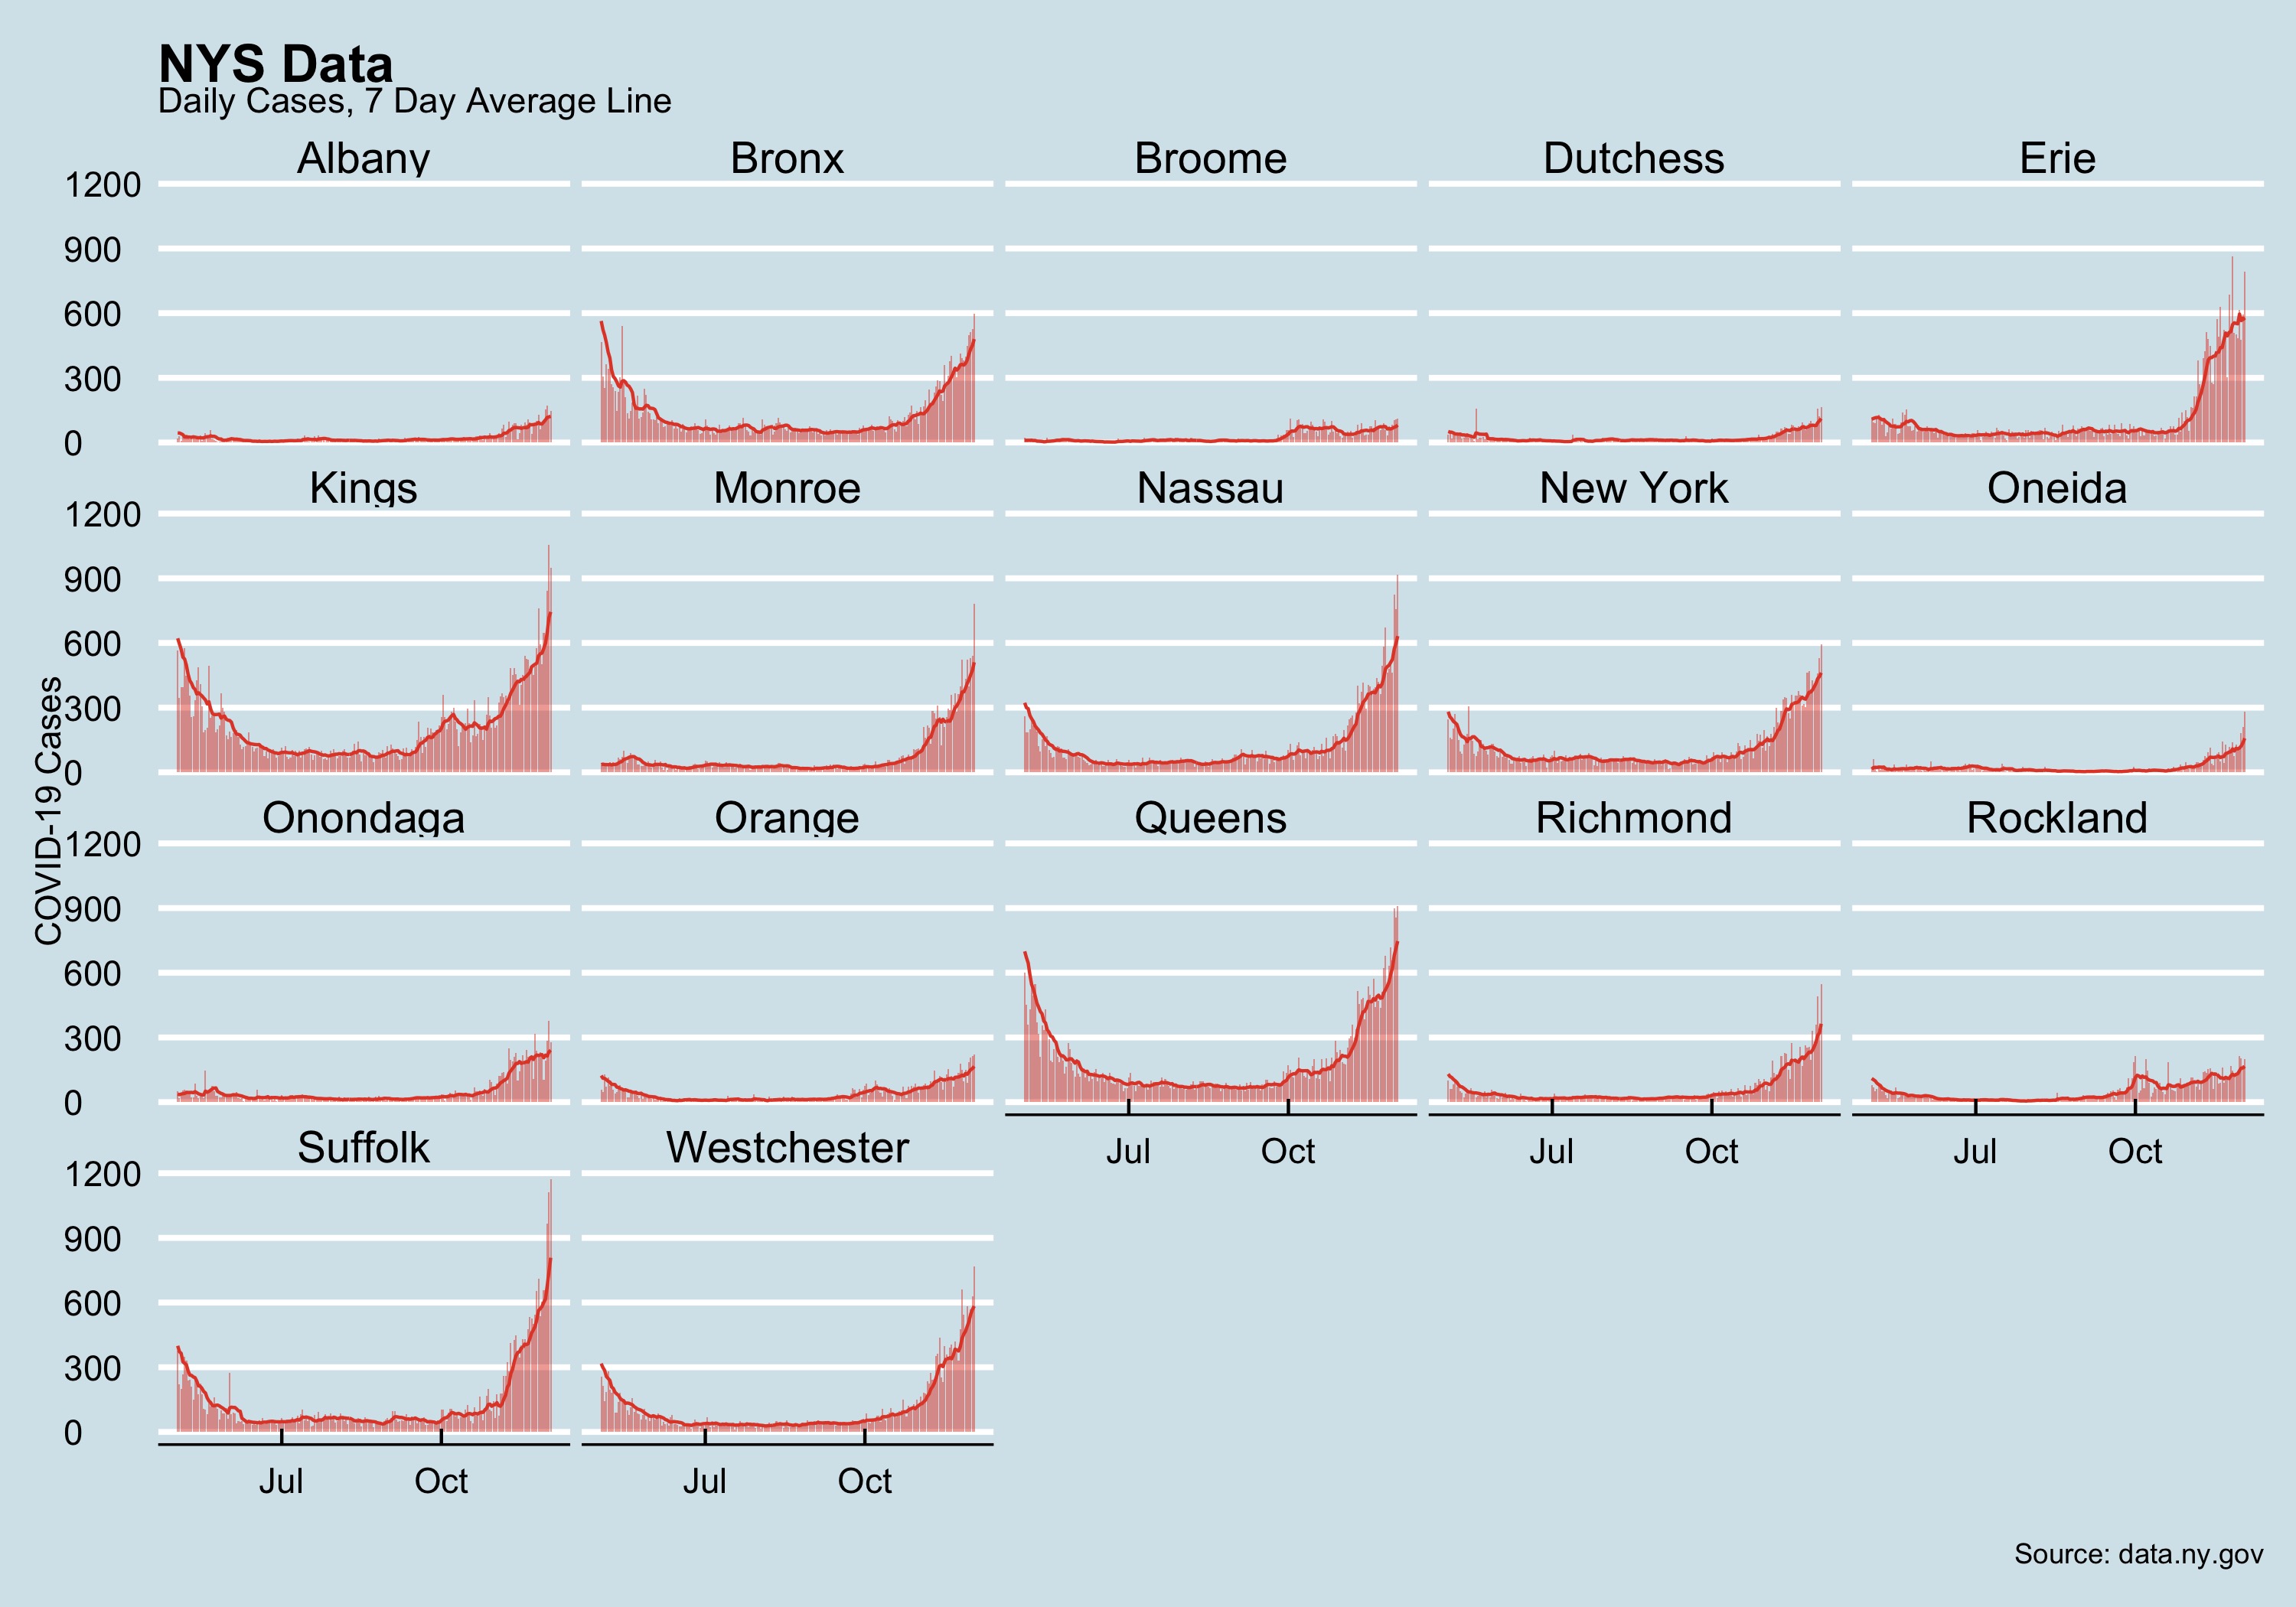 NYS Data
Daily Cases, 7 Day Average Line
Albany Bronx Broome Dutchess Erie
1200
900
600
300
0
Kings Monroe Nassau New York Oneida
1200
900
600
300
0
COVID-19 Cases
Onondaga Orange Queens Richmond Rockland
1200
900
600
300
0
Jul Oct Jul Oct Jul Oct
Suffolk Westchester
1200
900
600
300
0
Jul Oct Jul Oct
Source: data.ny.gov